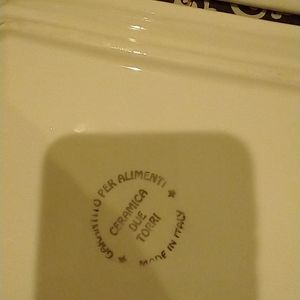 GARANTITO PER ALIMENTI
CERAMICA
DUE
TORRI
MADE IN ITALY